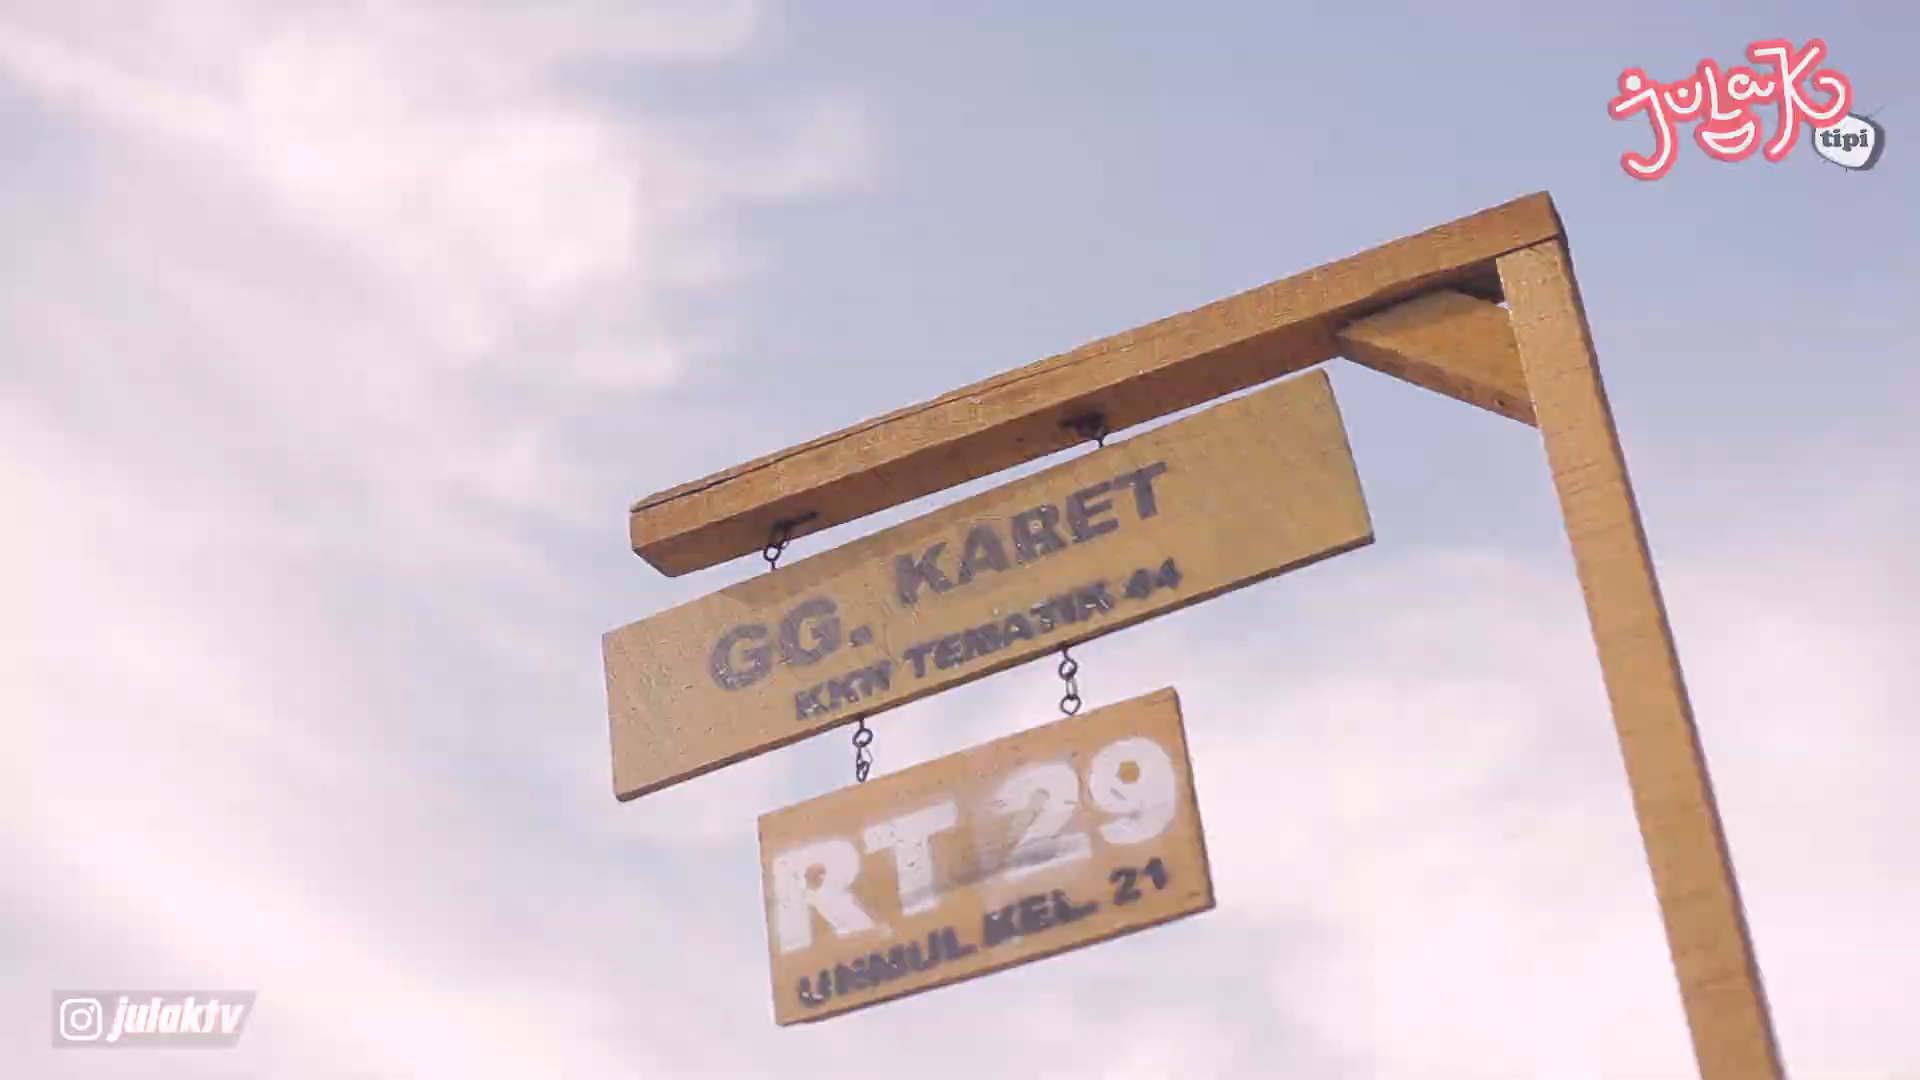 julak
tipi
GG. KARET
KKN TEMATIK 44
RT 29
UNMUL KEL. 21
julaktv